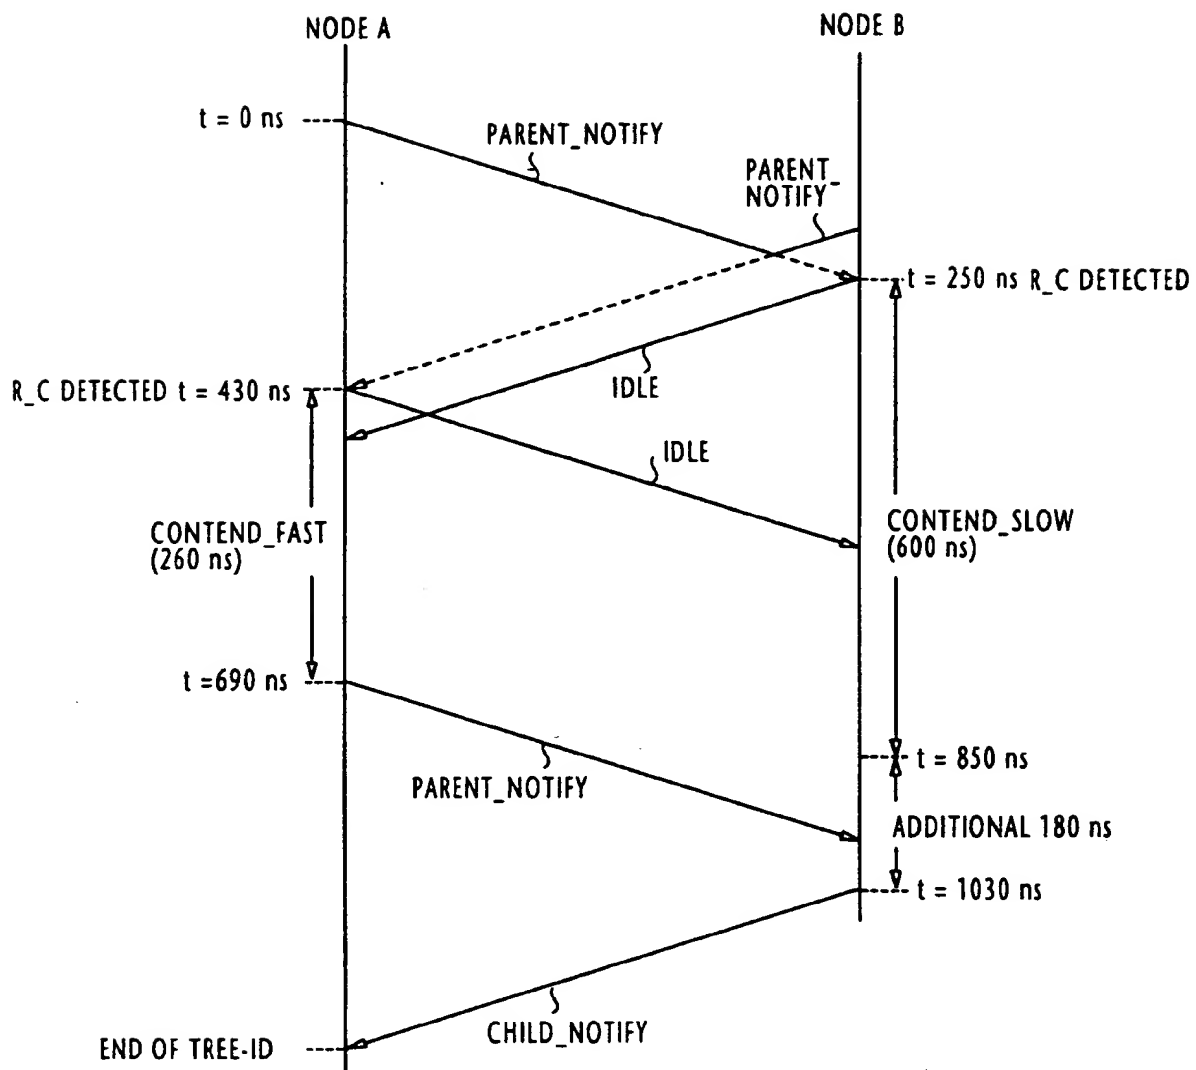 NODE A
NODE B
t = 0 ns
PARENT_NOTIFY
PARENT_
NOTIFY
t = 250 ns R_C DETECTED
IDLE
R_C DETECTED t = 430 ns
IDLE
CONTEND_FAST
(260 ns)
CONTEND_SLOW
(600 ns)
t =690 ns
PARENT_NOTIFY
t = 850 ns
ADDITIONAL 180 ns
t = 1030 ns
CHILD_NOTIFY
END OF TREE-ID